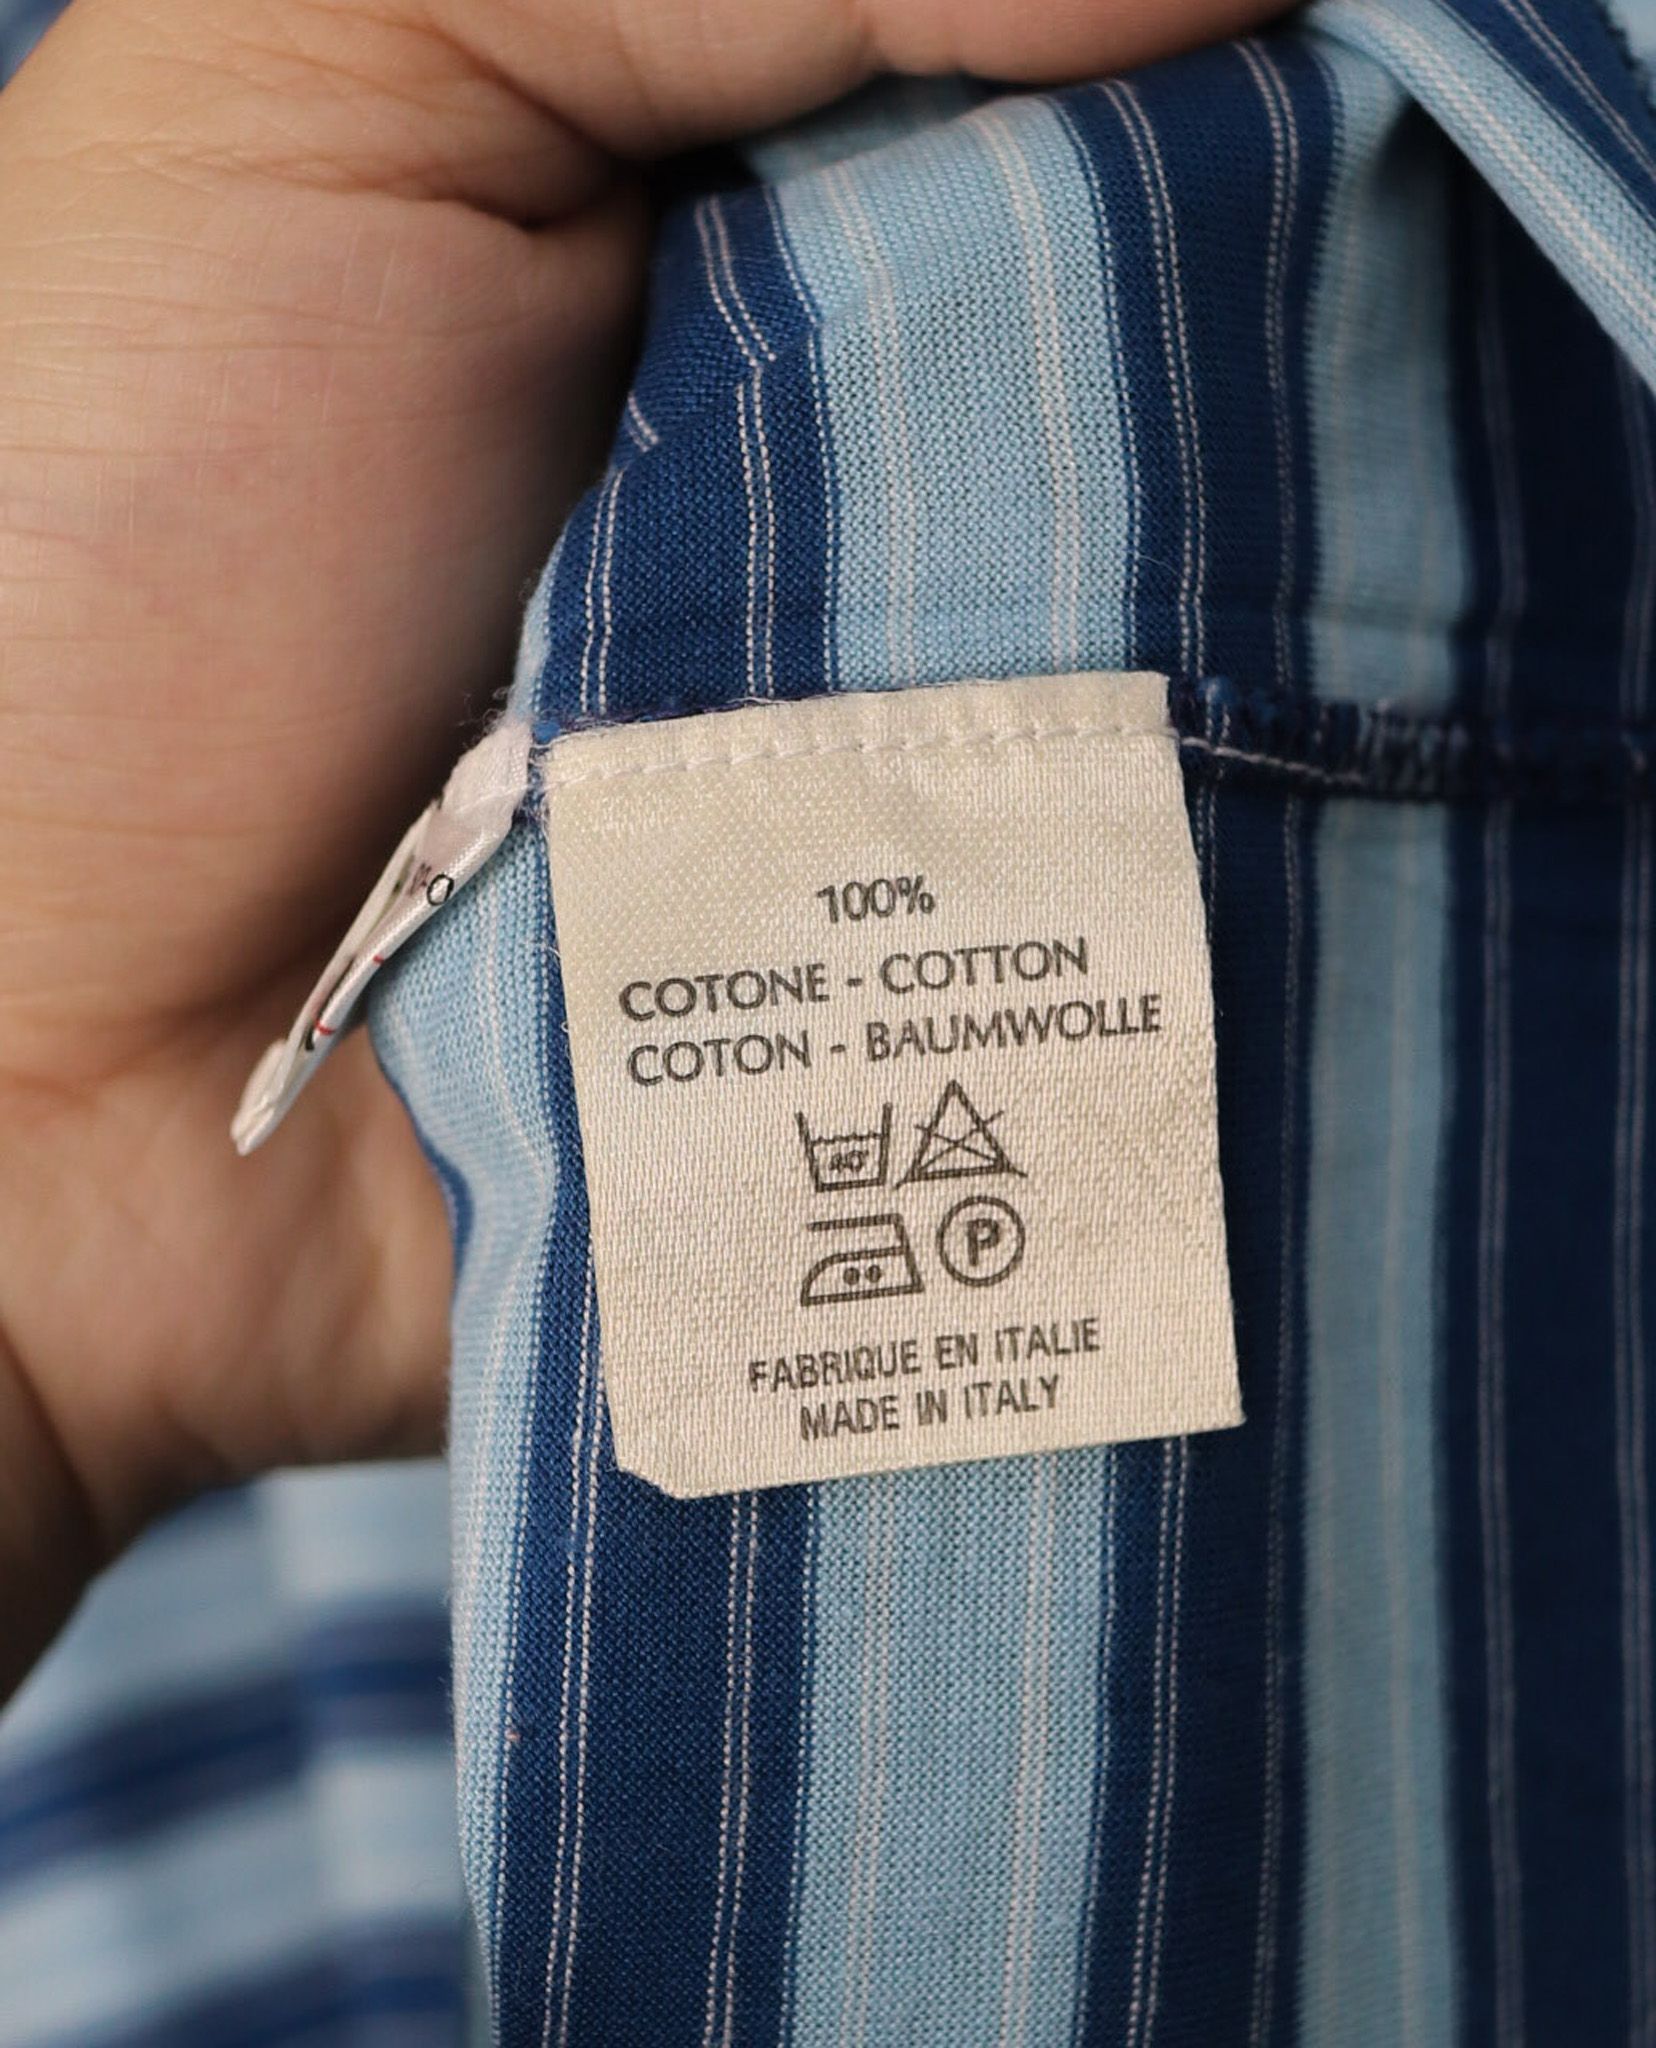 100%
COTONE - COTTON
COTON - BAUMWOLLE
40°
P
FABRIQUE EN ITALIE
MADE IN ITALY